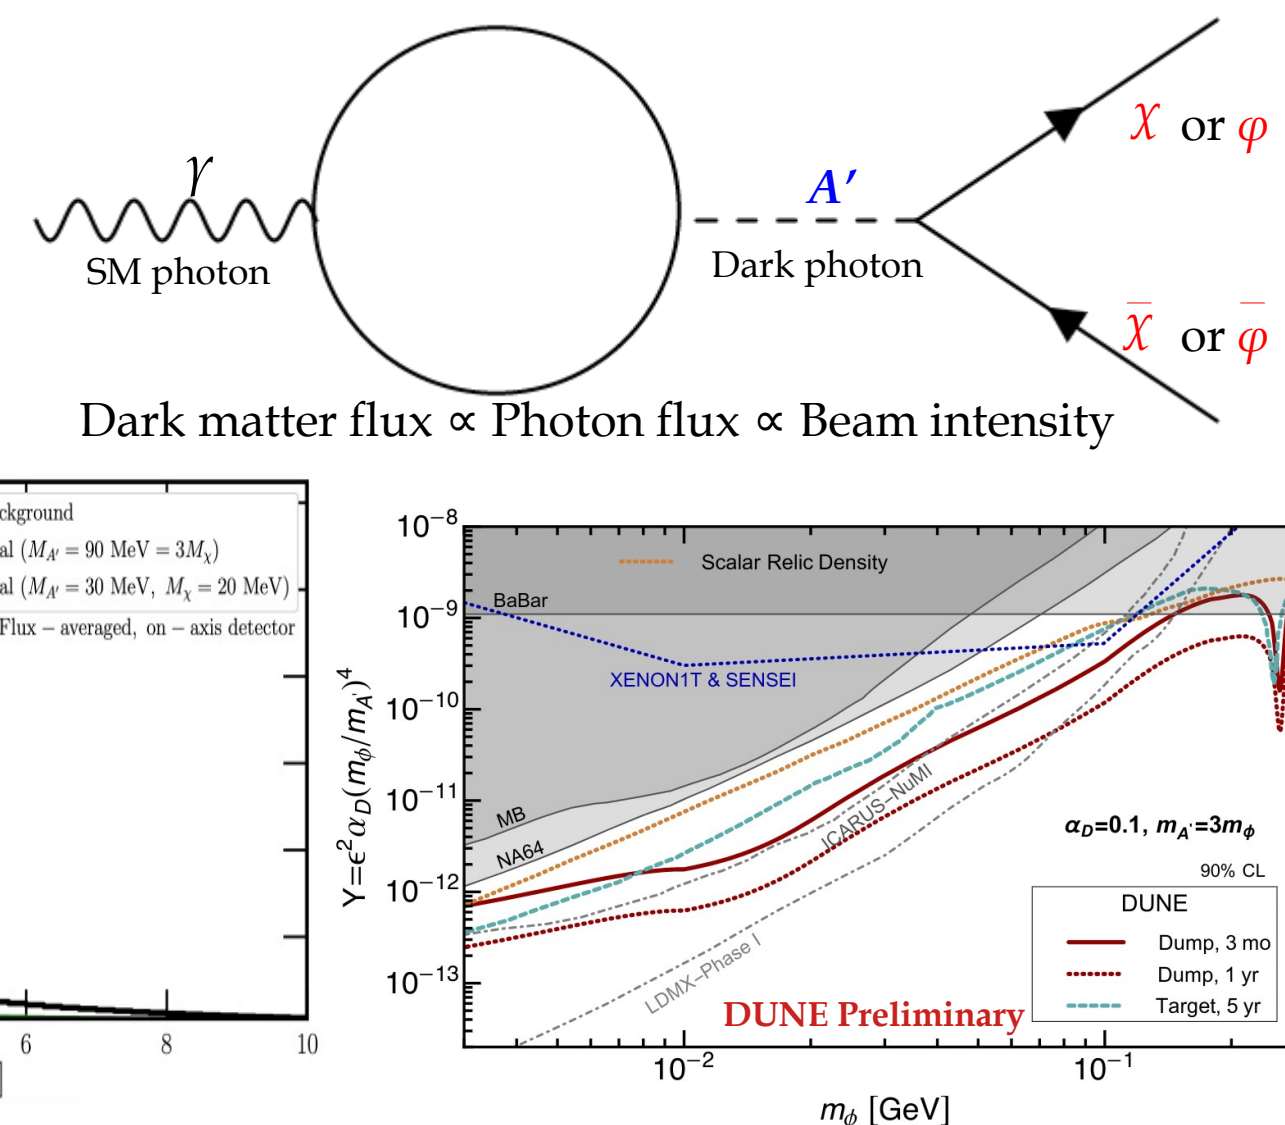 γ
SM photon
A′
Dark photon
χ or φ
χ̅ or φ̅
Dark matter flux ∝ Photon flux ∝ Beam intensity
ckground
al (M_{A′} = 90 MeV = 3M_χ)
al (M_{A′} = 30 MeV, M_χ = 20 MeV)
Flux − averaged, on − axis detector
6 8 10
10⁻⁸
10⁻⁹
10⁻¹⁰
10⁻¹¹
10⁻¹²
10⁻¹³
Y=ϵ²α_D(m_ϕ/m_{A'})⁴
Scalar Relic Density
BaBar
XENON1T & SENSEI
MB
NA64
ICARUS−NuMI
LDMX−Phase I
α_D=0.1, m_{A'}=3m_ϕ
90% CL
DUNE
Dump, 3 mo
Dump, 1 yr
Target, 5 yr
DUNE Preliminary
10⁻² 10⁻¹
m_ϕ [GeV]